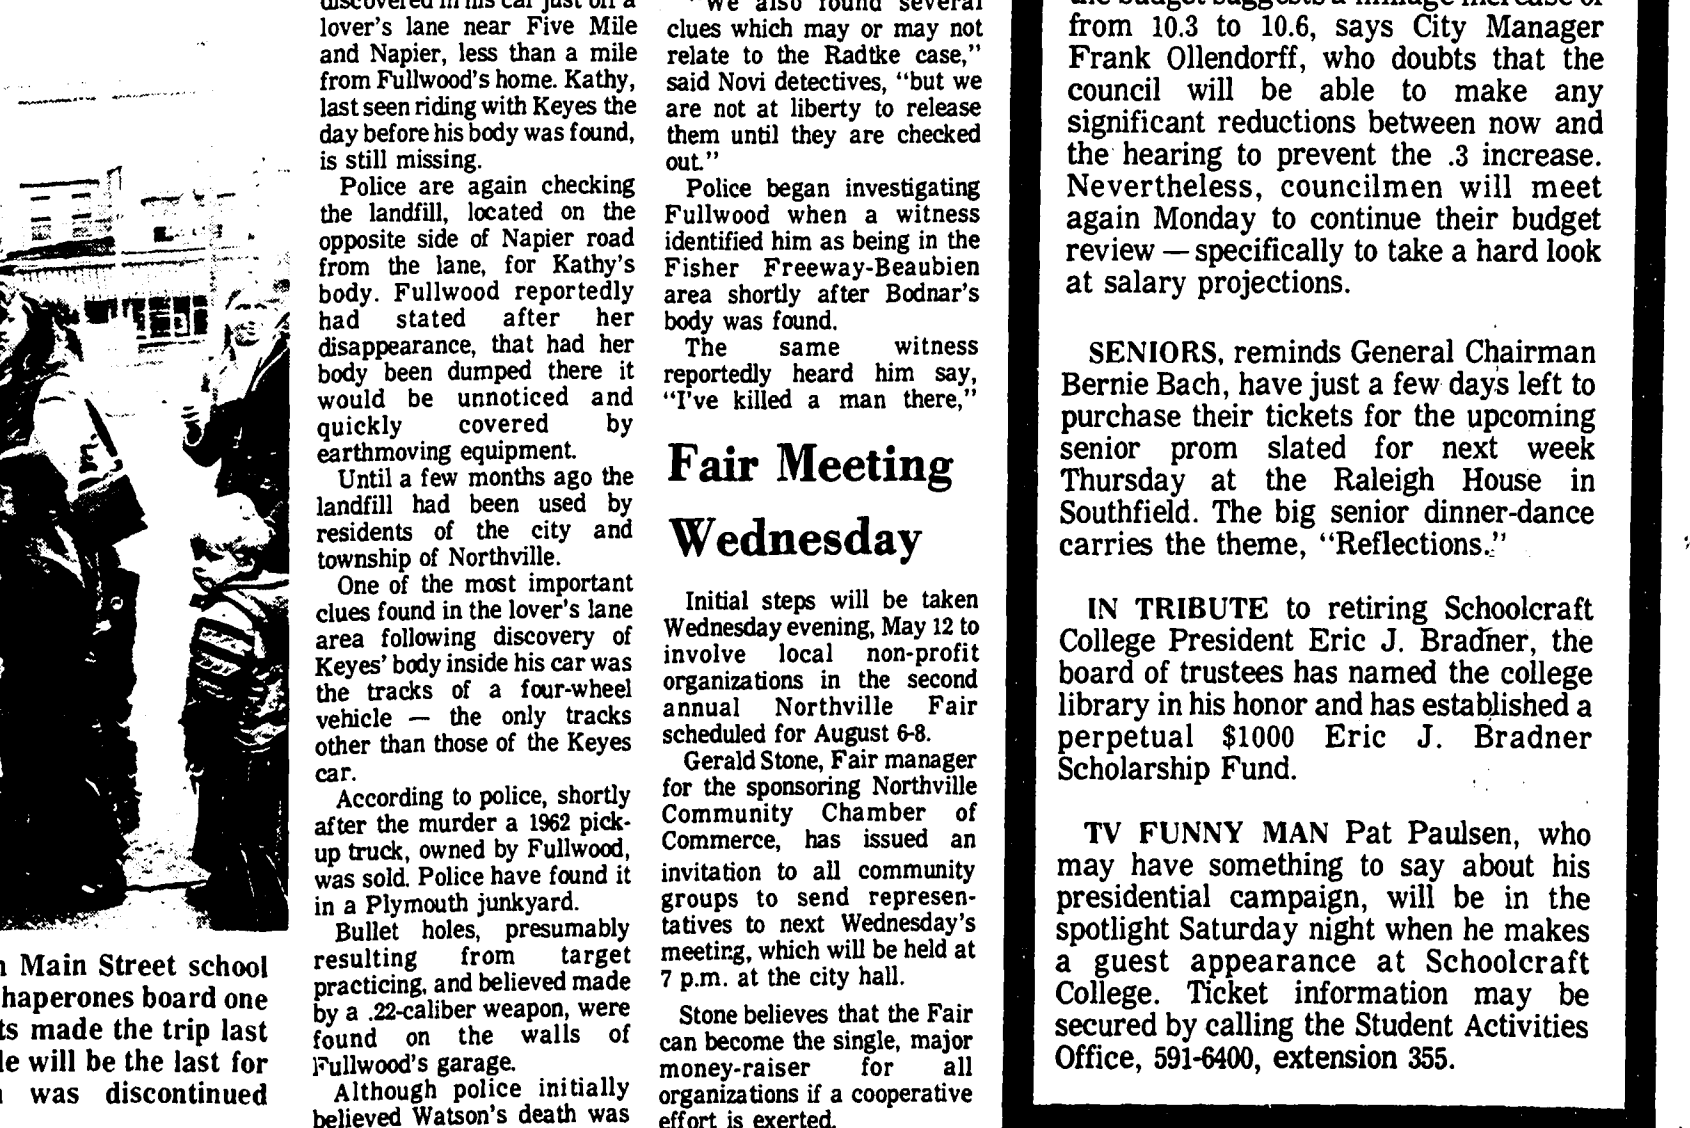 n Main Street school
haperones board one
ts made the trip last
le will be the last for
was discontinued
discovered in his car just off a
lover's lane near Five Mile
and Napier, less than a mile
from Fullwood's home. Kathy,
last seen riding with Keyes the
day before his body was found,
is still missing.
Police are again checking
the landfill, located on the
opposite side of Napier road
from the lane, for Kathy's
body. Fullwood reportedly
had stated after her
disappearance, that had her
body been dumped there it
would be unnoticed and
quickly covered by
earthmoving equipment.
Until a few months ago the
landfill had been used by
residents of the city and
township of Northville.
One of the most important
clues found in the lover's lane
area following discovery of
Keyes' body inside his car was
the tracks of a four-wheel
vehicle — the only tracks
other than those of the Keyes
car.
According to police, shortly
after the murder a 1962 pick-
up truck, owned by Fullwood,
was sold. Police have found it
in a Plymouth junkyard.
Bullet holes, presumably
resulting from target
practicing, and believed made
by a .22-caliber weapon, were
found on the walls of
Fullwood's garage.
Although police initially
believed Watson's death was
"We also found several
clues which may or may not
relate to the Radtke case,"
said Novi detectives, "but we
are not at liberty to release
them until they are checked
out."
Police began investigating
Fullwood when a witness
identified him as being in the
Fisher Freeway-Beaubien
area shortly after Bodnar's
body was found.
The same witness
reportedly heard him say,
"I've killed a man there,"
Fair Meeting
Wednesday
Initial steps will be taken
Wednesday evening, May 12 to
involve local non-profit
organizations in the second
annual Northville Fair
scheduled for August 6-8.
Gerald Stone, Fair manager
for the sponsoring Northville
Community Chamber of
Commerce, has issued an
invitation to all community
groups to send represen-
tatives to next Wednesday's
meeting, which will be held at
7 p.m. at the city hall.
Stone believes that the Fair
can become the single, major
money-raiser for all
organizations if a cooperative
effort is exerted.
the budget suggests a millage increase of
from 10.3 to 10.6, says City Manager
Frank Ollendorff, who doubts that the
council will be able to make any
significant reductions between now and
the hearing to prevent the .3 increase.
Nevertheless, councilmen will meet
again Monday to continue their budget
review — specifically to take a hard look
at salary projections.
SENIORS, reminds General Chairman
Bernie Bach, have just a few days left to
purchase their tickets for the upcoming
senior prom slated for next week
Thursday at the Raleigh House in
Southfield. The big senior dinner-dance
carries the theme, "Reflections."
IN TRIBUTE to retiring Schoolcraft
College President Eric J. Bradner, the
board of trustees has named the college
library in his honor and has established a
perpetual $1000 Eric J. Bradner
Scholarship Fund.
TV FUNNY MAN Pat Paulsen, who
may have something to say about his
presidential campaign, will be in the
spotlight Saturday night when he makes
a guest appearance at Schoolcraft
College. Ticket information may be
secured by calling the Student Activities
Office, 591-6400, extension 355.